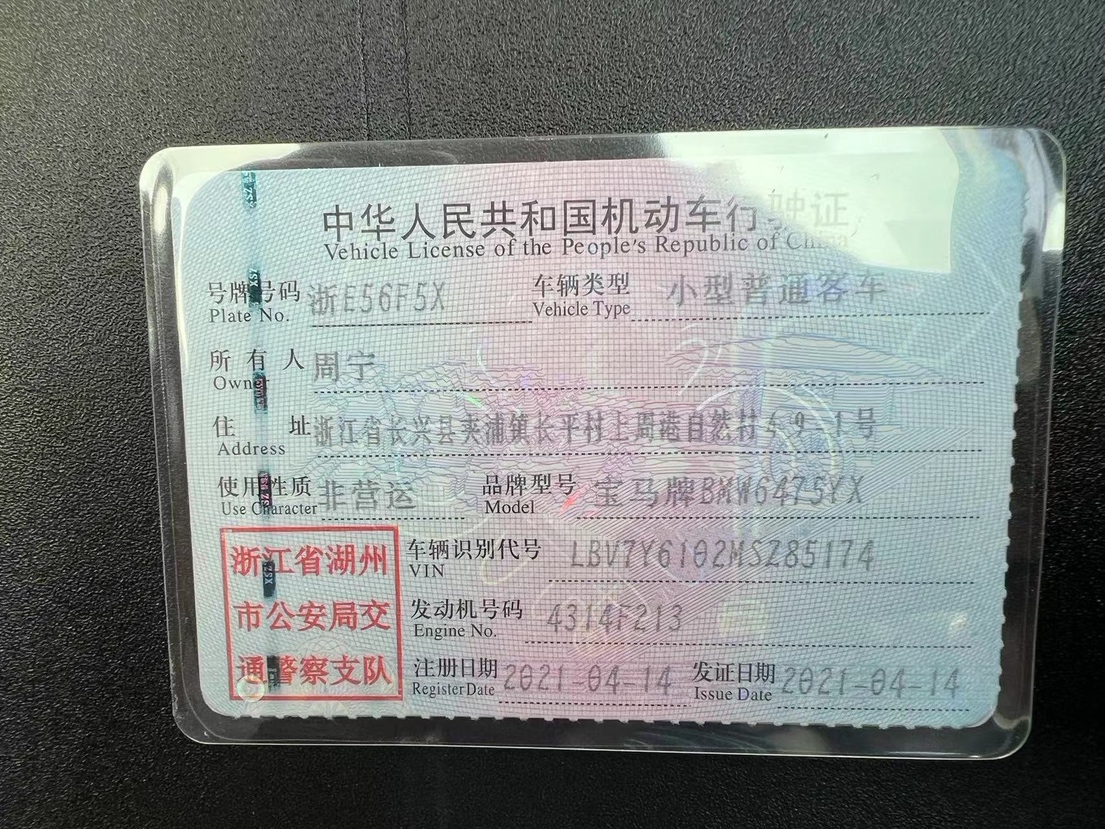 中华人民共和国机动车行驶证
Vehicle License of the People's Republic of China
号牌号码 浙E56F5X 车辆类型 小型普通客车
Plate No. Vehicle Type
所有人 周宁
Owner
住址 浙江省长兴县夹浦镇长平村上周港自然村59-1号
Address
使用性质 非营运 品牌型号 宝马牌BMW6475YX
Use Character Model
浙江省湖州
市公安局交
通警察支队
车辆识别代号 LBV7Y6102MSZ85174
VIN
发动机号码 4314F213
Engine No.
注册日期 2021-04-14 发证日期 2021-04-14
Register Date Issue Date